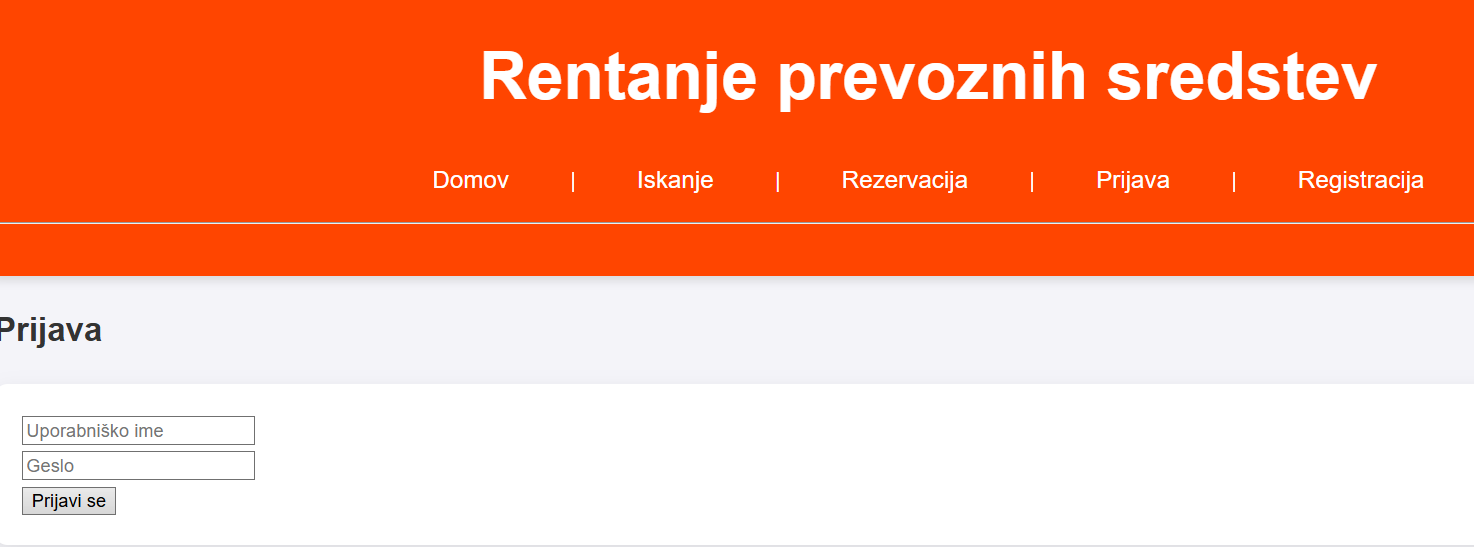 Rentanje prevoznih sredstev
Domov | Iskanje | Rezervacija | Prijava | Registracija
Prijava
Uporabniško ime
Geslo
Prijavi se